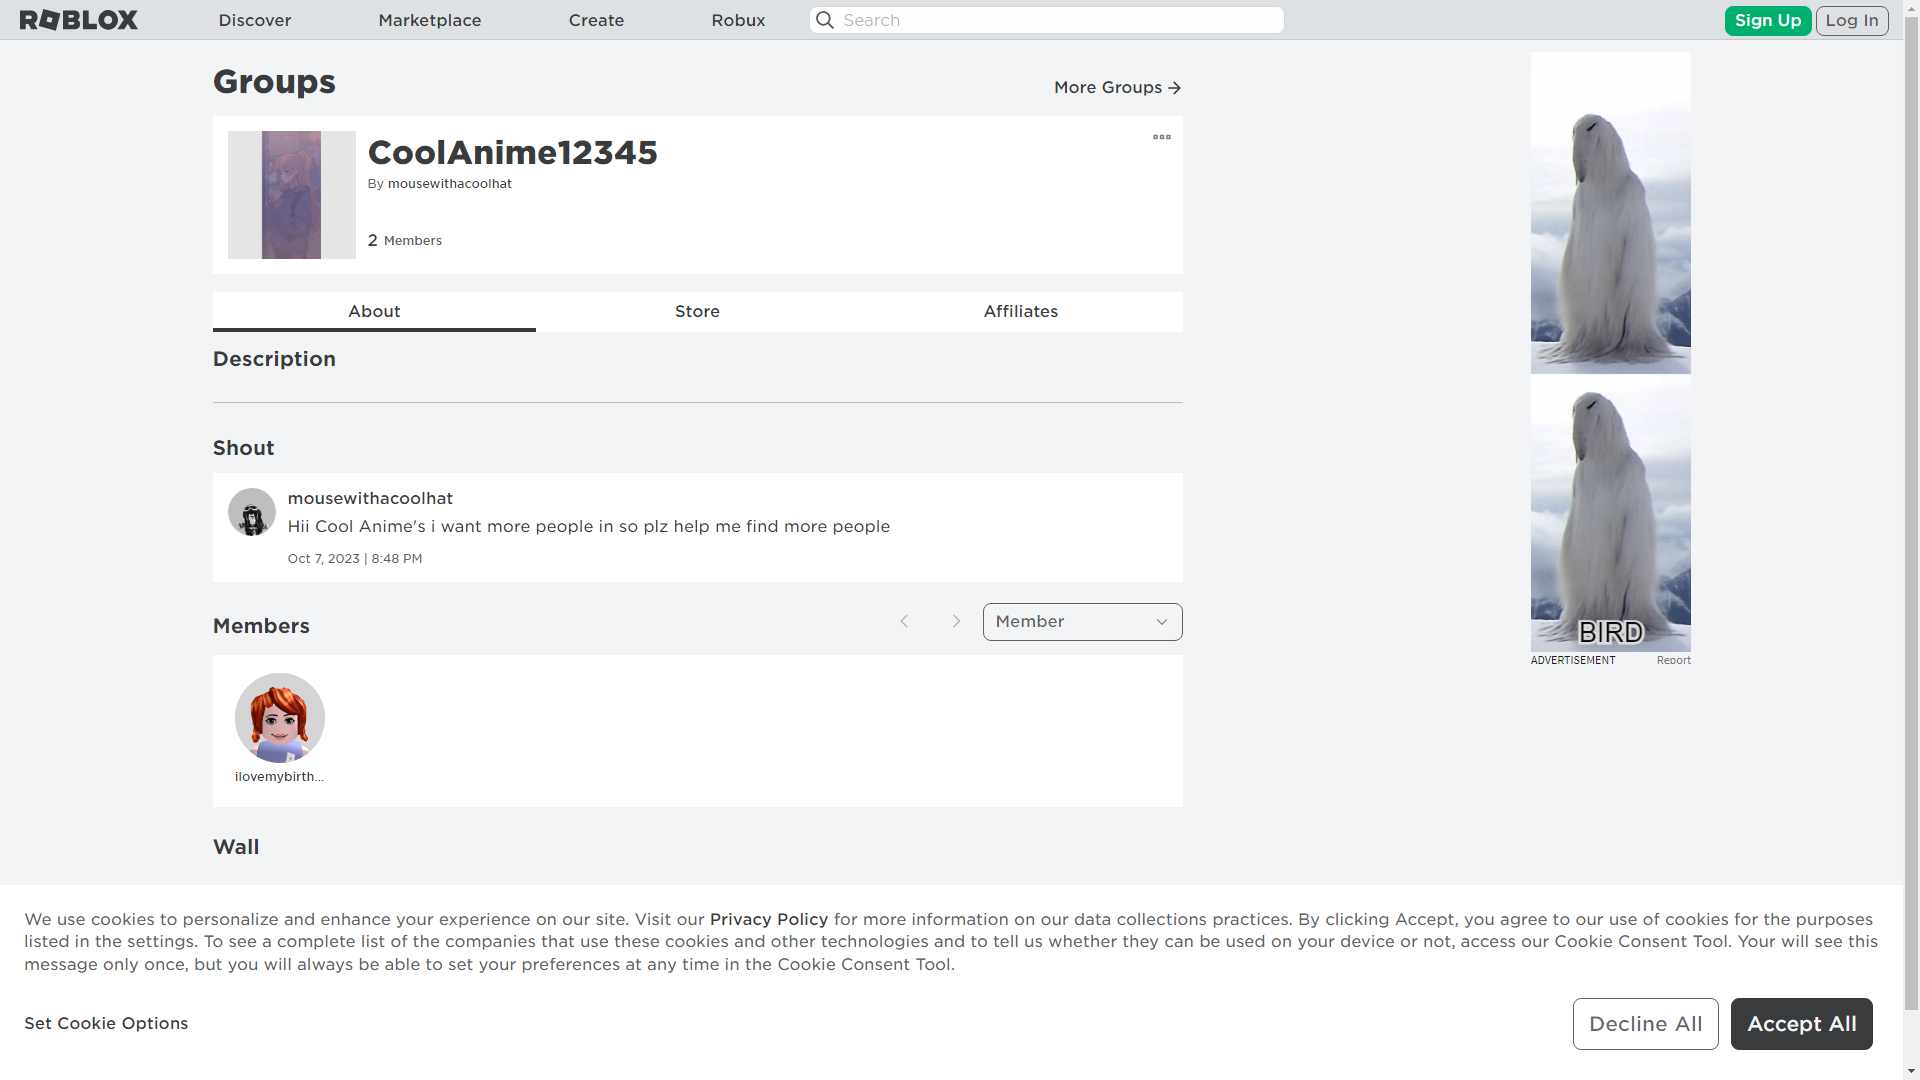 ROBLOX
Discover
Marketplace
Create
Robux
Search
Sign Up
Log In
Groups
More Groups
CoolAnime12345
By mousewithacoolhat
2 Members
About
Store
Affiliates
Description
Shout
mousewithacoolhat
Hii Cool Anime's i want more people in so plz help me find more people
Oct 7, 2023 | 8:48 PM
Members
Member
ilovemybirth...
Wall
BIRD
ADVERTISEMENT
Report
We use cookies to personalize and enhance your experience on our site. Visit our Privacy Policy for more information on our data collections practices. By clicking Accept, you agree to our use of cookies for the purposes
listed in the settings. To see a complete list of the companies that use these cookies and other technologies and to tell us whether they can be used on your device or not, access our Cookie Consent Tool. Your will see this
message only once, but you will always be able to set your preferences at any time in the Cookie Consent Tool.
Set Cookie Options
Decline All
Accept All